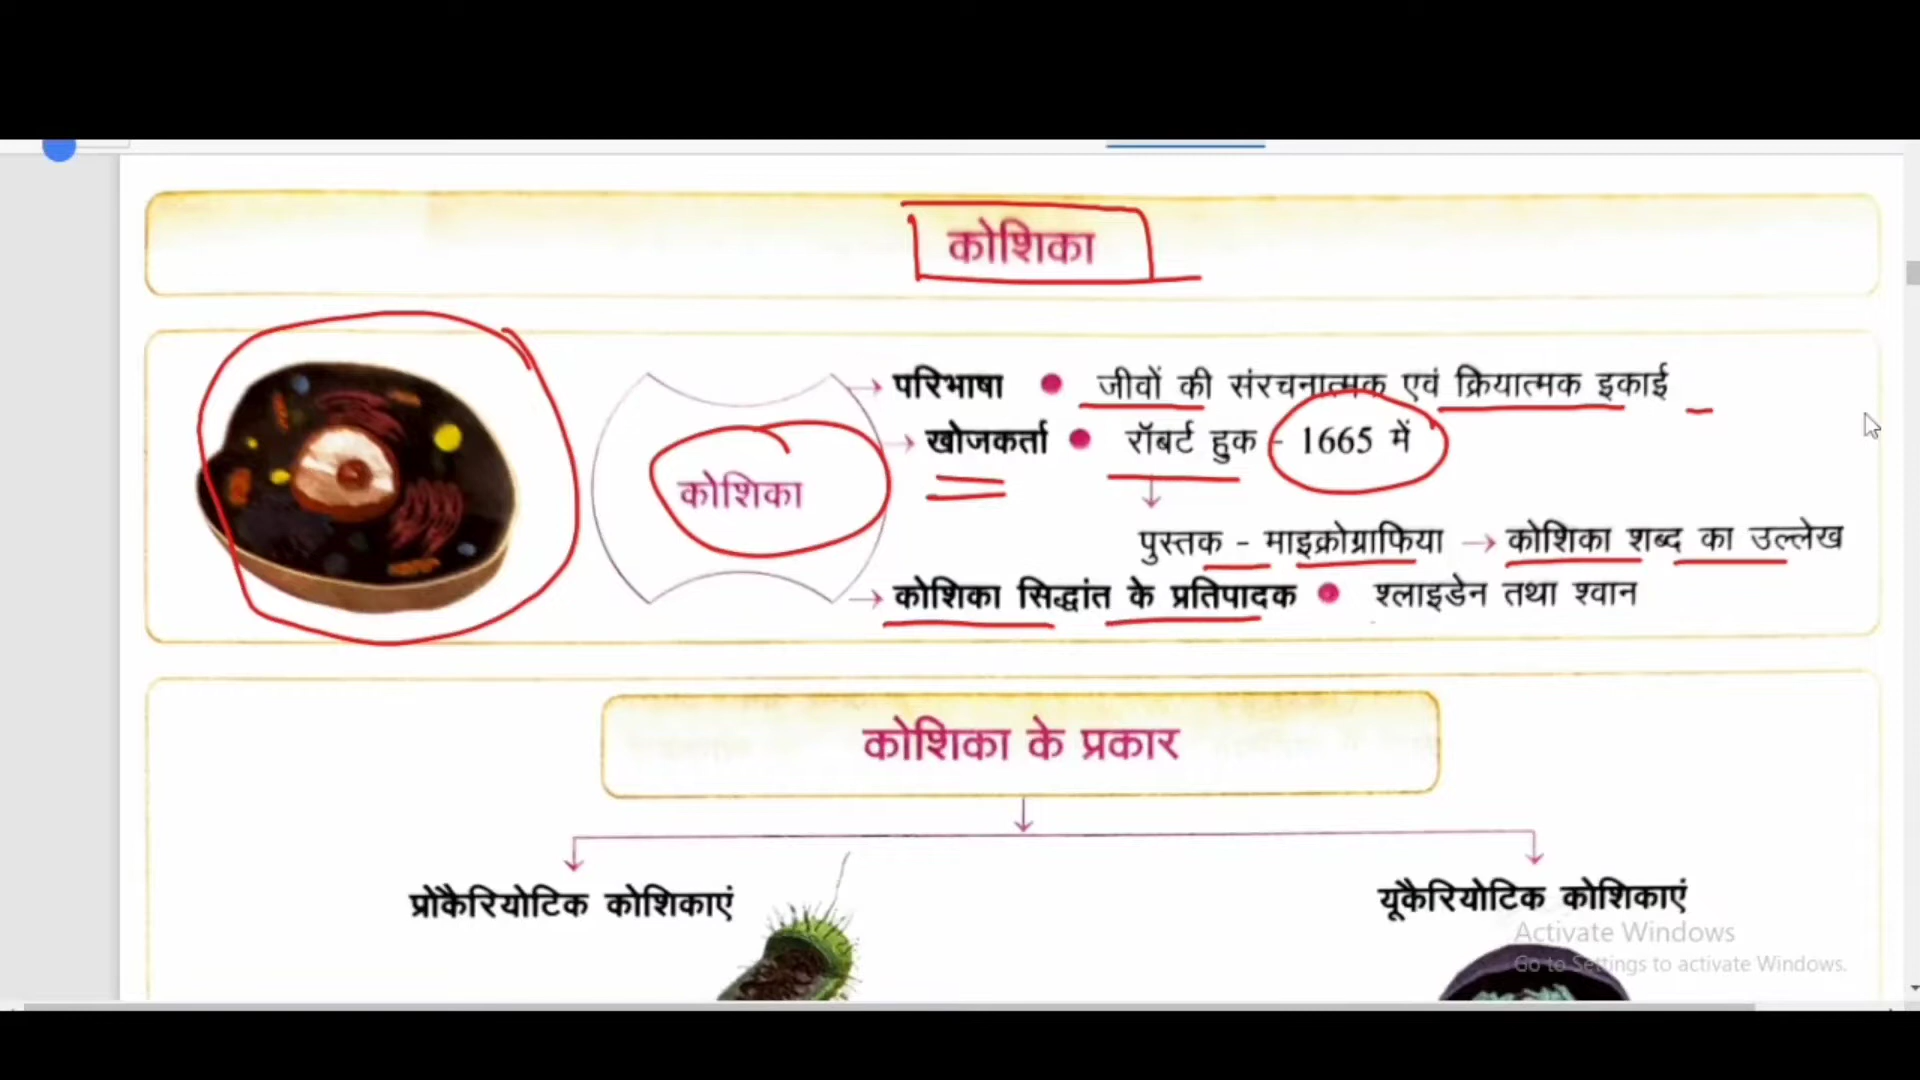 कोशिका
परिभाषा ● जीवों की संरचनात्मक एवं क्रियात्मक इकाई
खोजकर्ता ● रॉबर्ट हुक - 1665 में
कोशिका
पुस्तक - माइक्रोग्राफिया → कोशिका शब्द का उल्लेख
कोशिका सिद्धांत के प्रतिपादक ● श्लाइडेन तथा श्वान
कोशिका के प्रकार
प्रोकैरियोटिक कोशिकाएं
यूकैरियोटिक कोशिकाएं
Activate Windows
Go to Settings to activate Windows.